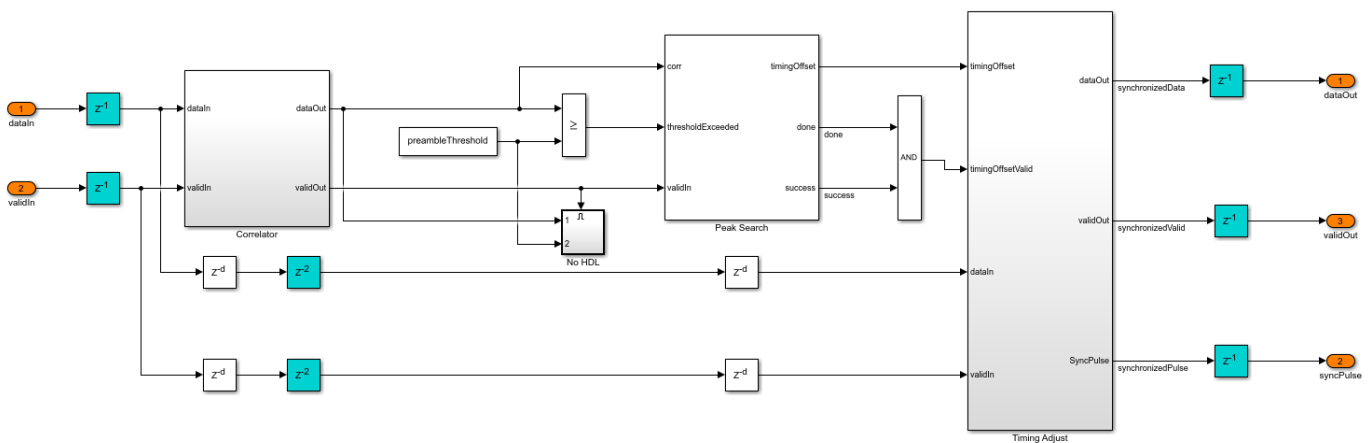 1
dataIn
z-1
2
validIn
z-1
dataIn
validIn
dataOut
validOut
Correlator
preambleThreshold
≥
1
2
No HDL
corr
thresholdExceeded
validIn
timingOffset
done
success
Peak Search
done
success
AND
z-d
z-2
z-d
z-d
z-2
z-d
timingOffset
timingOffsetValid
dataIn
validIn
dataOut
validOut
SyncPulse
Timing Adjust
synchronizedData
z-1
1
dataOut
synchronizedValid
z-1
3
validOut
synchronizedPulse
z-1
2
syncPulse